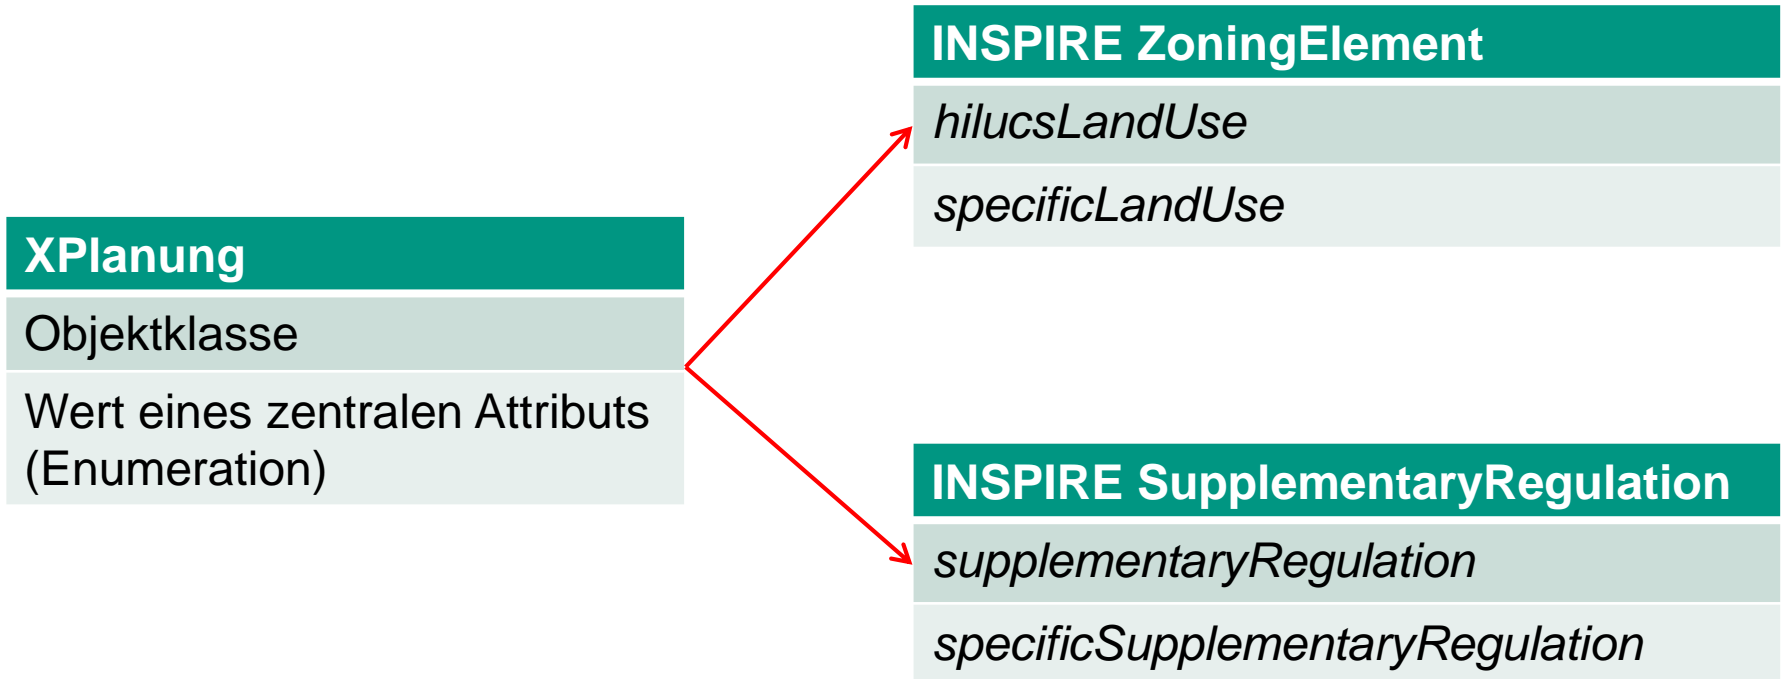 INSPIRE ZoningElement
hilucsLandUse
specificLandUse
XPlanung
Objektklasse
Wert eines zentralen Attributs
(Enumeration)
INSPIRE SupplementaryRegulation
supplementaryRegulation
specificSupplementaryRegulation